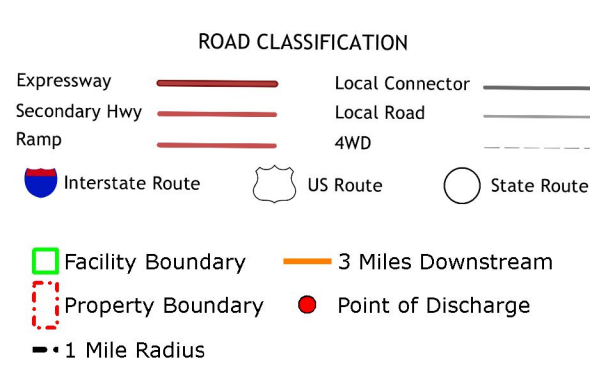 ROAD CLASSIFICATION
Expressway
Local Connector
Secondary Hwy
Local Road
Ramp
4WD
Interstate Route
US Route
State Route
Facility Boundary
3 Miles Downstream
Property Boundary
Point of Discharge
1 Mile Radius